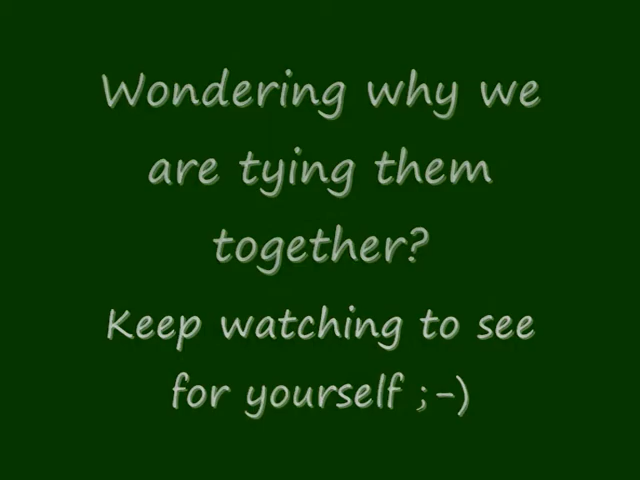 Wondering why we
are tying them
together?
Keep watching to see
for yourself ;-)